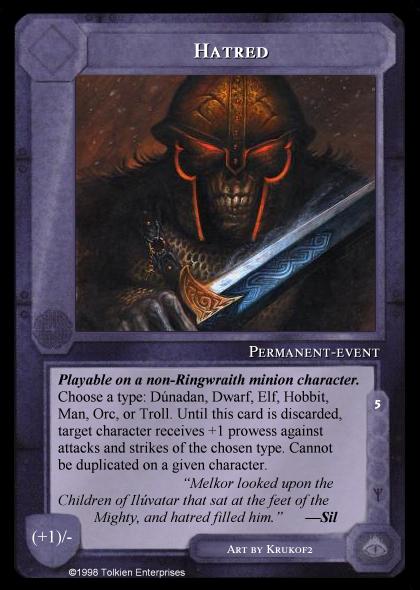 HATRED
PERMANENT-EVENT
Playable on a non-Ringwraith minion character.
Choose a type: Dúnadan, Dwarf, Elf, Hobbit,
Man, Orc, or Troll. Until this card is discarded,
target character receives +1 prowess against
attacks and strikes of the chosen type. Cannot
be duplicated on a given character.
5
“Melkor looked upon the
Children of Ilúvatar that sat at the feet of the
Mighty, and hatred filled him.” —Sil
(+1)/-
ART BY KRUKOF2
©1998 Tolkien Enterprises